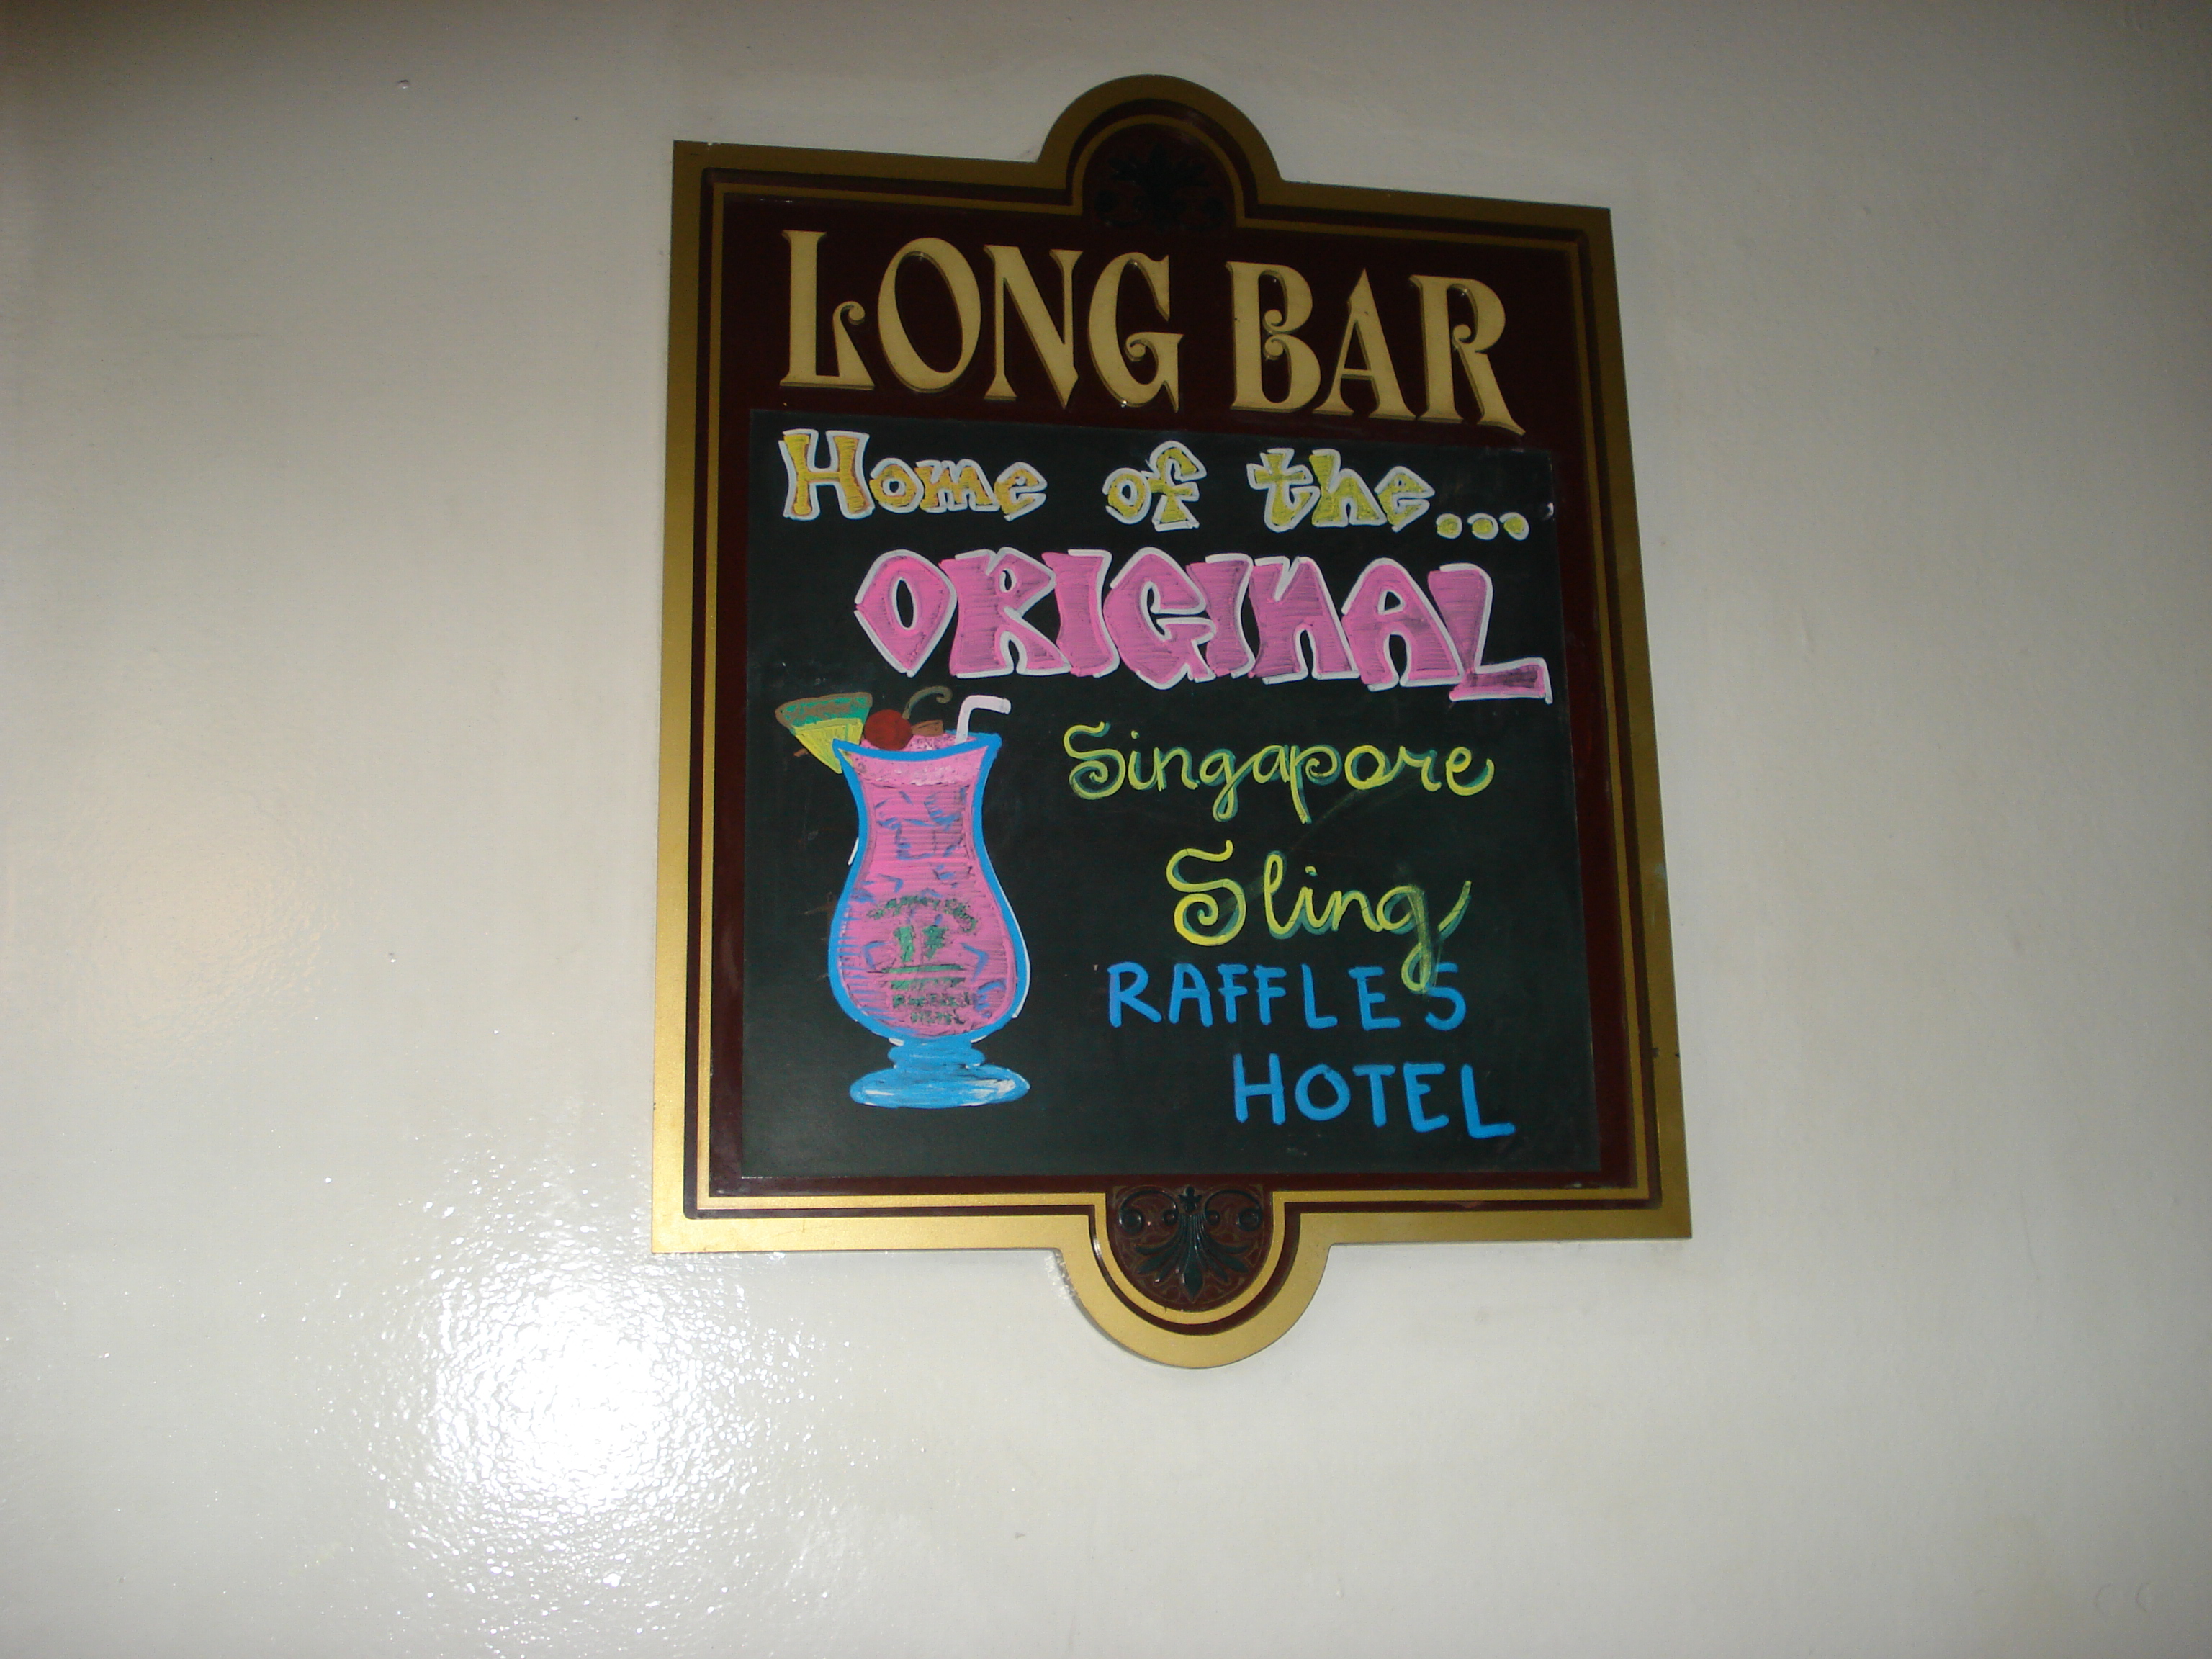 LONG BAR
Home of the...
ORIGINAL
Singapore
Sling
RAFFLES
HOTEL